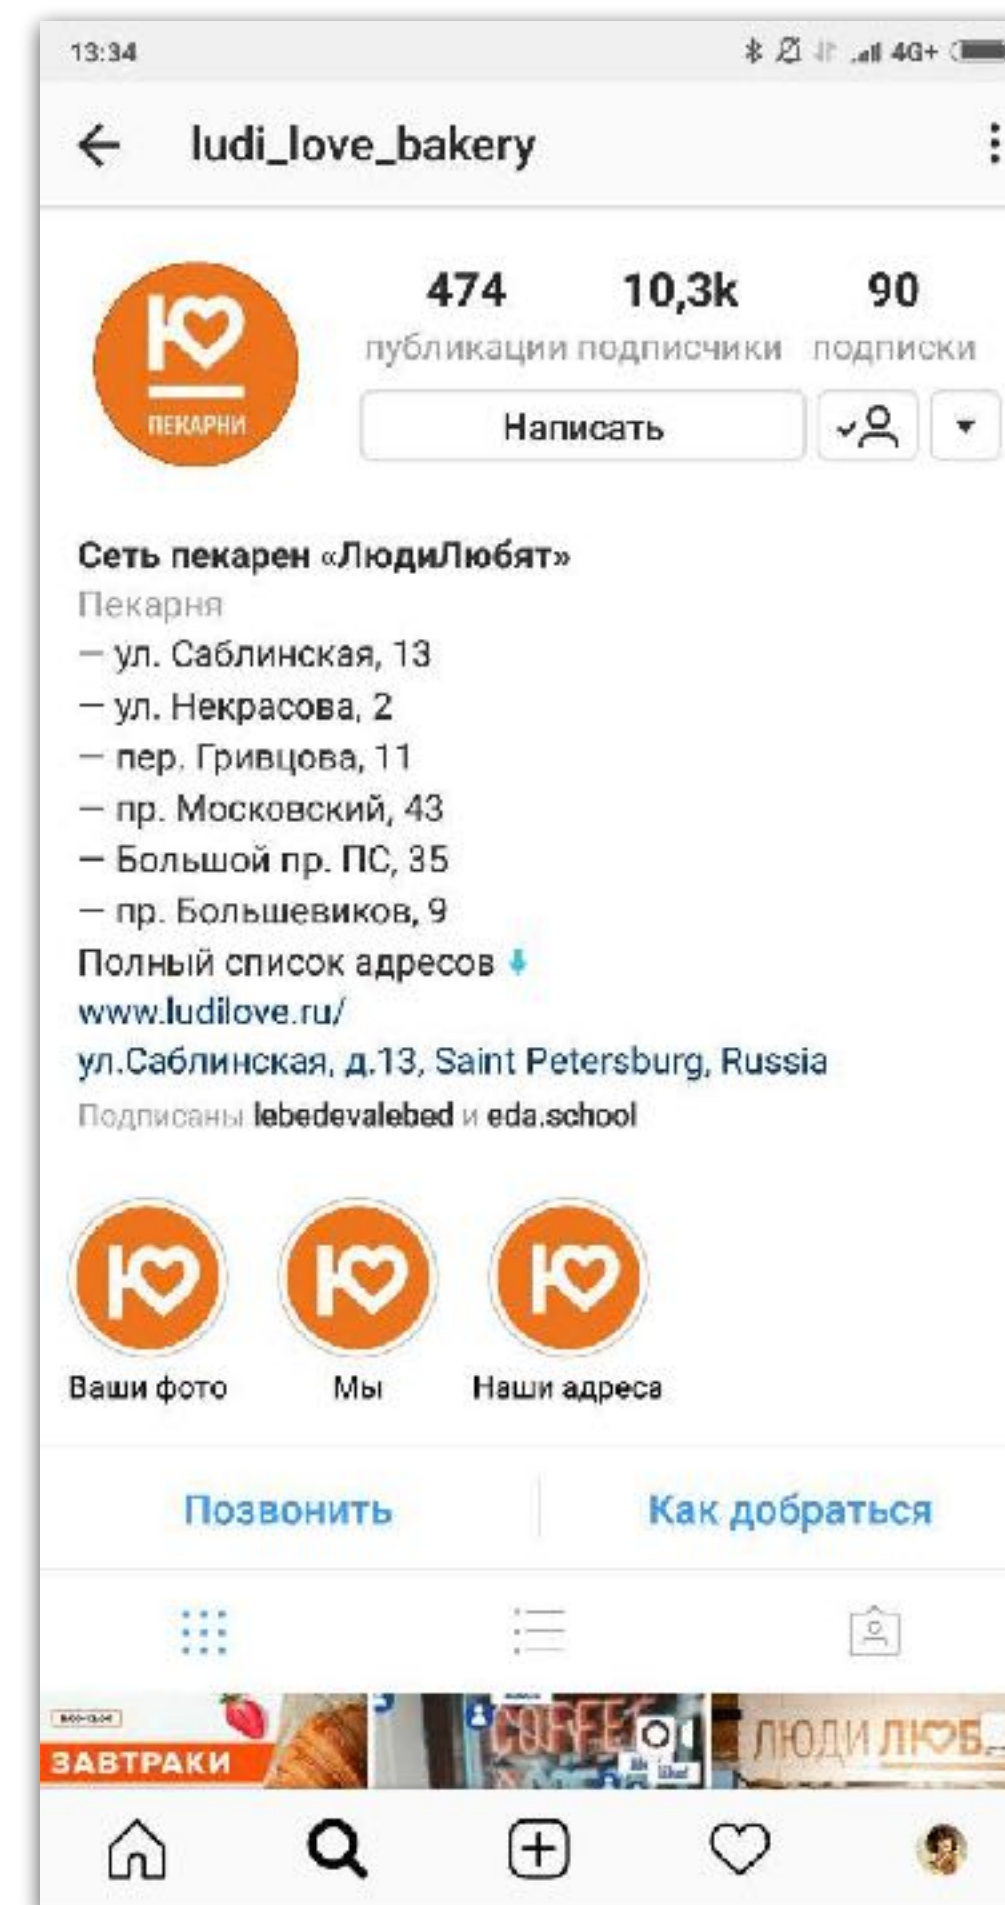 13:34
4G+
ludi_love_bakery
Ю
ПЕКАРНИ
474 10,3k 90
публикации подписчики подписки
Написать
Сеть пекарен «ЛюдиЛюбят»
Пекарня
— ул. Саблинская, 13
— ул. Некрасова, 2
— пер. Гривцова, 11
— пр. Московский, 43
— Большой пр. ПС, 35
— пр. Большевиков, 9
Полный список адресов
www.ludilove.ru/
ул.Саблинская, д.13, Saint Petersburg, Russia
Подписаны lebedevalebed и eda.school
Ю Ю Ю
Ваши фото Мы Наши адреса
Позвонить Как добраться
ЗАВТРАКИ
COFFEE
ЛЮДИ ЛЮБ